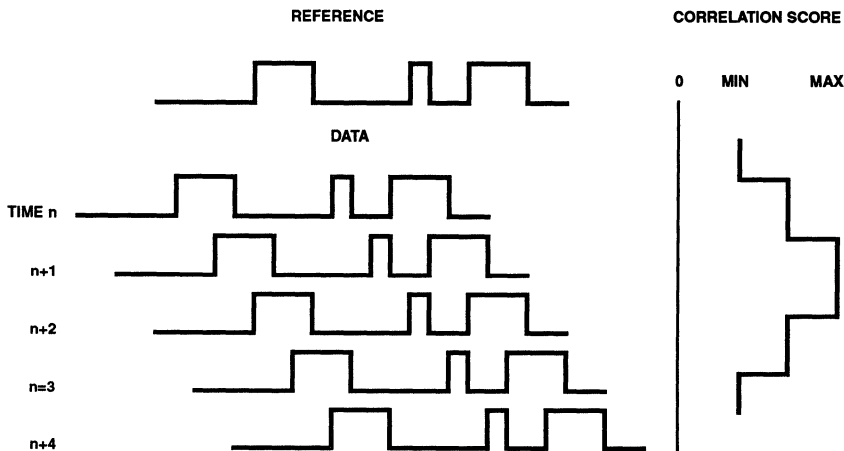 REFERENCE
CORRELATION SCORE
0 MIN MAX
DATA
TIME n
n+1
n+2
n=3
n+4